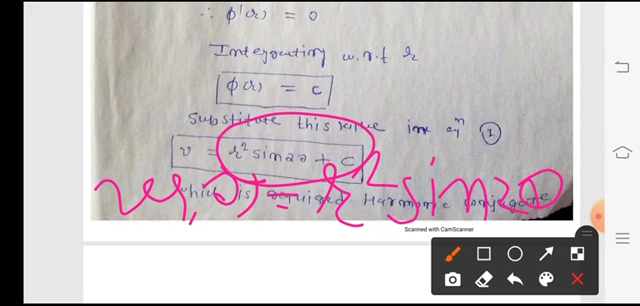 ∴ φ'(r) = 0
Integrating w.r.t r
φ(r) = c
Substitute this value in eqⁿ ①
v = r² sin2θ + c
v(r, θ) = r² sin2θ
which is required Harmonic conjugate
Scanned with CamScanner